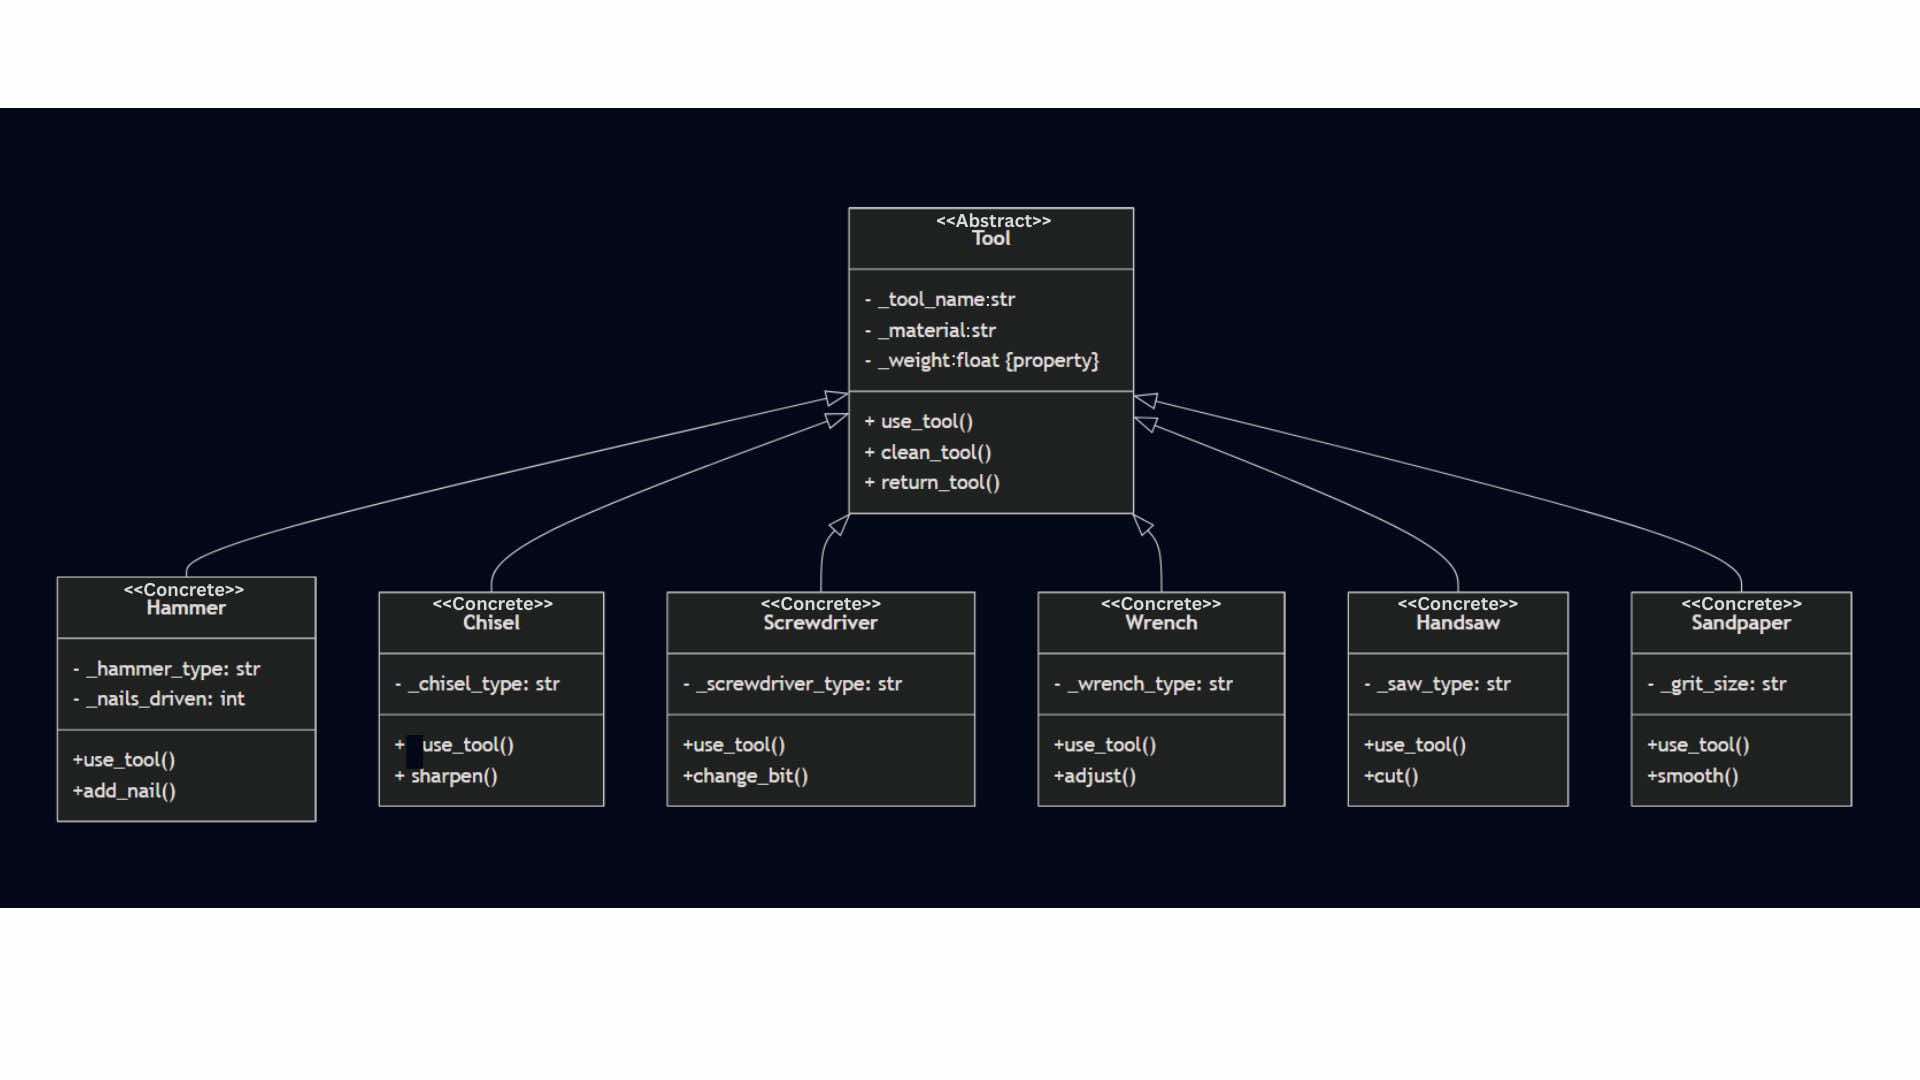 <<Abstract>>
Tool
- _tool_name:str
- _material:str
- _weight:float {property}
+ use_tool()
+ clean_tool()
+ return_tool()
<<Concrete>>
Hammer
- _hammer_type: str
- _nails_driven: int
+use_tool()
+add_nail()
<<Concrete>>
Chisel
- _chisel_type: str
+ use_tool()
+ sharpen()
<<Concrete>>
Screwdriver
- _screwdriver_type: str
+use_tool()
+change_bit()
<<Concrete>>
Wrench
- _wrench_type: str
+use_tool()
+adjust()
<<Concrete>>
Handsaw
- _saw_type: str
+use_tool()
+cut()
<<Concrete>>
Sandpaper
- _grit_size: str
+use_tool()
+smooth()